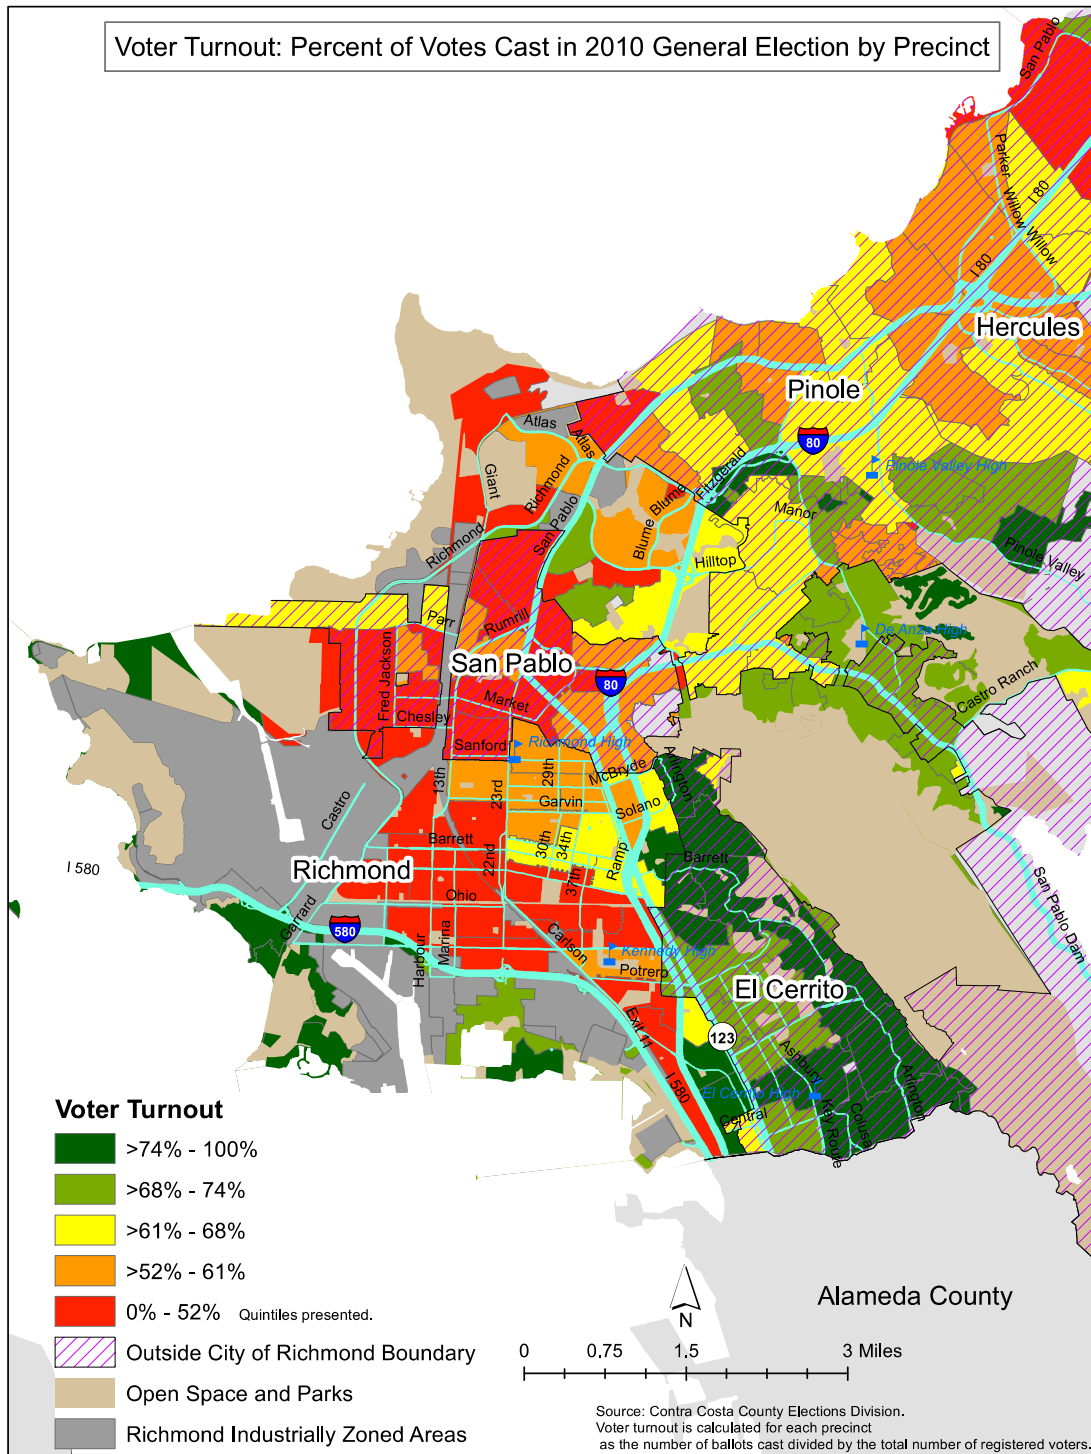 Voter Turnout: Percent of Votes Cast in 2010 General Election by Precinct
San Pablo
Parker
Willow
Willow
I 80
I 80
Hercules
Pinole
80
Pinole Valley High
Fitzgerald
Atlas
Atlas
Giant
Richmond
Richmond
San Pablo
Blume
Blume
Manor
Hilltop
Pinole Valley
De Anza High
Castro Ranch
Parr
Rumrill
San Pablo
80
Fred Jackson
Market
Chesley
Sanford
Richmond High
McBryde
Arlington
13th
23rd
29th
Garvin
Solano
Castro
Barrett
30th
34th
Ramp
Barrett
I 580
Richmond
22nd
37th
Ohio
San Pablo Dam
Garrard
580
Harbour
Marina
Carlson
Kennedy High
Potrero
El Cerrito
Exit 11
123
Ashbury
Arlington
I 580
El Cerrito High
Central
Key Route
Colusa
Voter Turnout
>74% - 100%
>68% - 74%
>61% - 68%
>52% - 61%
0% - 52% Quintiles presented.
Outside City of Richmond Boundary
Open Space and Parks
Richmond Industrially Zoned Areas
Alameda County
N
0 0.75 1.5 3 Miles
Source: Contra Costa County Elections Division.
Voter turnout is calculated for each precinct
as the number of ballots cast divided by the total number of registered voters.